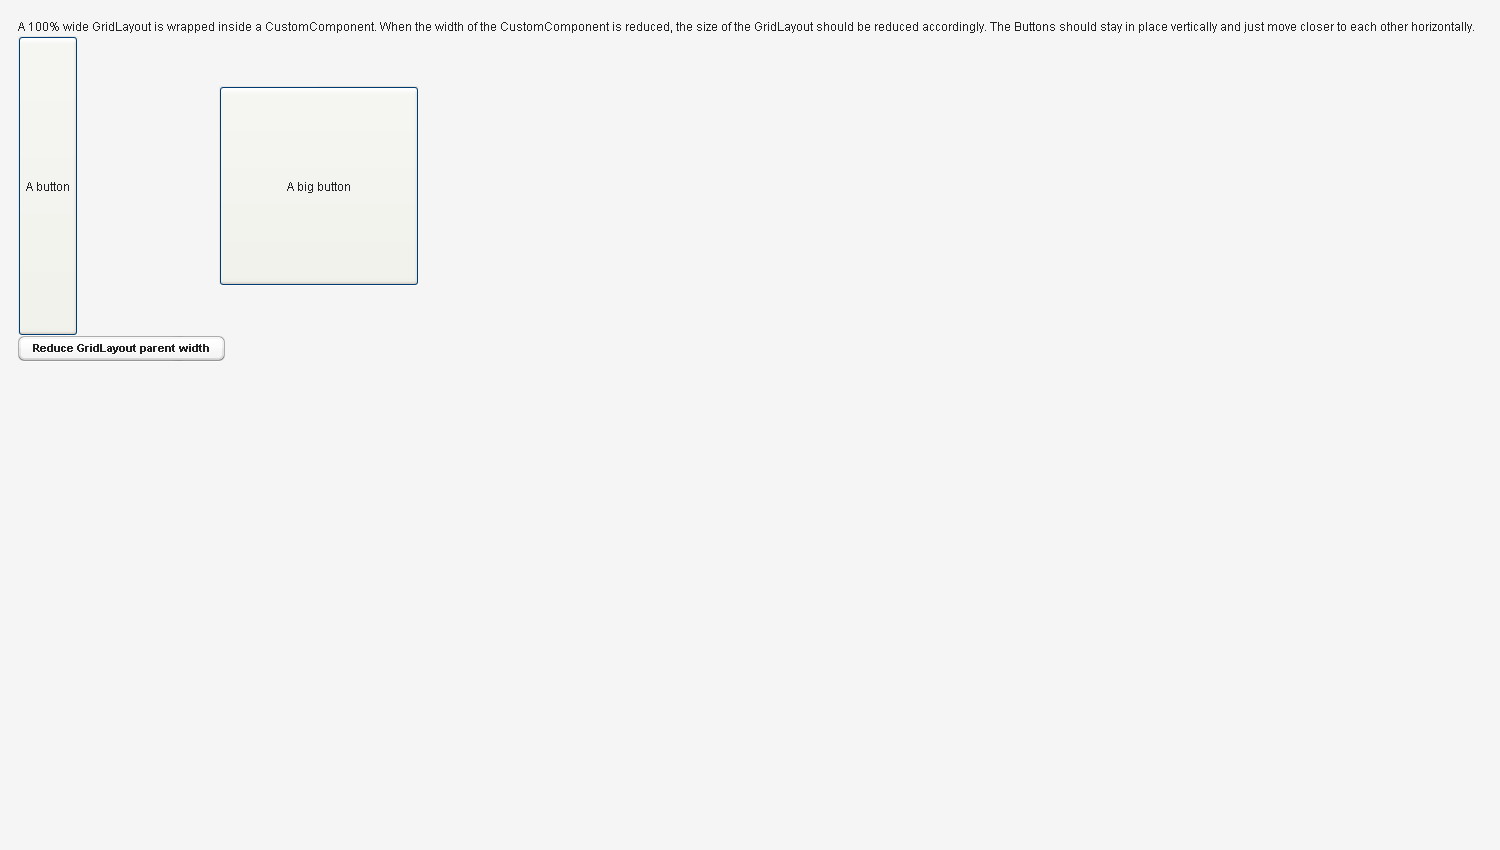 A 100% wide GridLayout is wrapped inside a CustomComponent. When the width of the CustomComponent is reduced, the size of the GridLayout should be reduced accordingly. The Buttons should stay in place vertically and just move closer to each other horizontally.
A button
A big button
Reduce GridLayout parent width